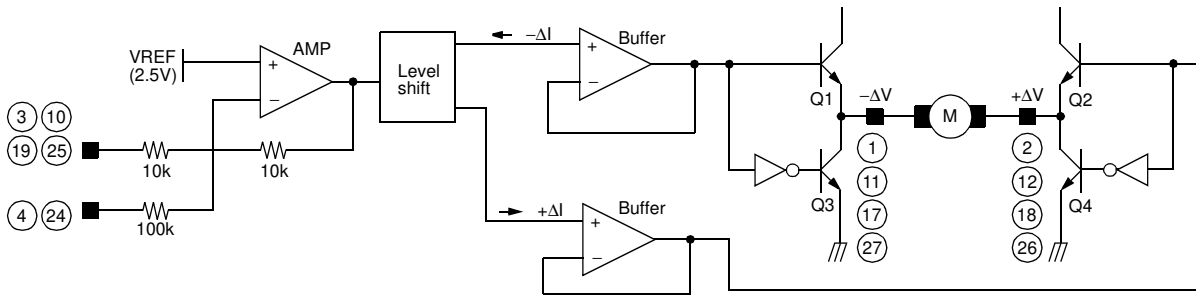 VREF
(2.5V)
AMP
+
−
Level
shift
−ΔI
+ΔI
Buffer
+
−
Buffer
+
−
3 10
19 25
4 24
10k
10k
100k
Q1
Q3
−ΔV
M
+ΔV
Q2
Q4
1
11
17
27
2
12
18
26